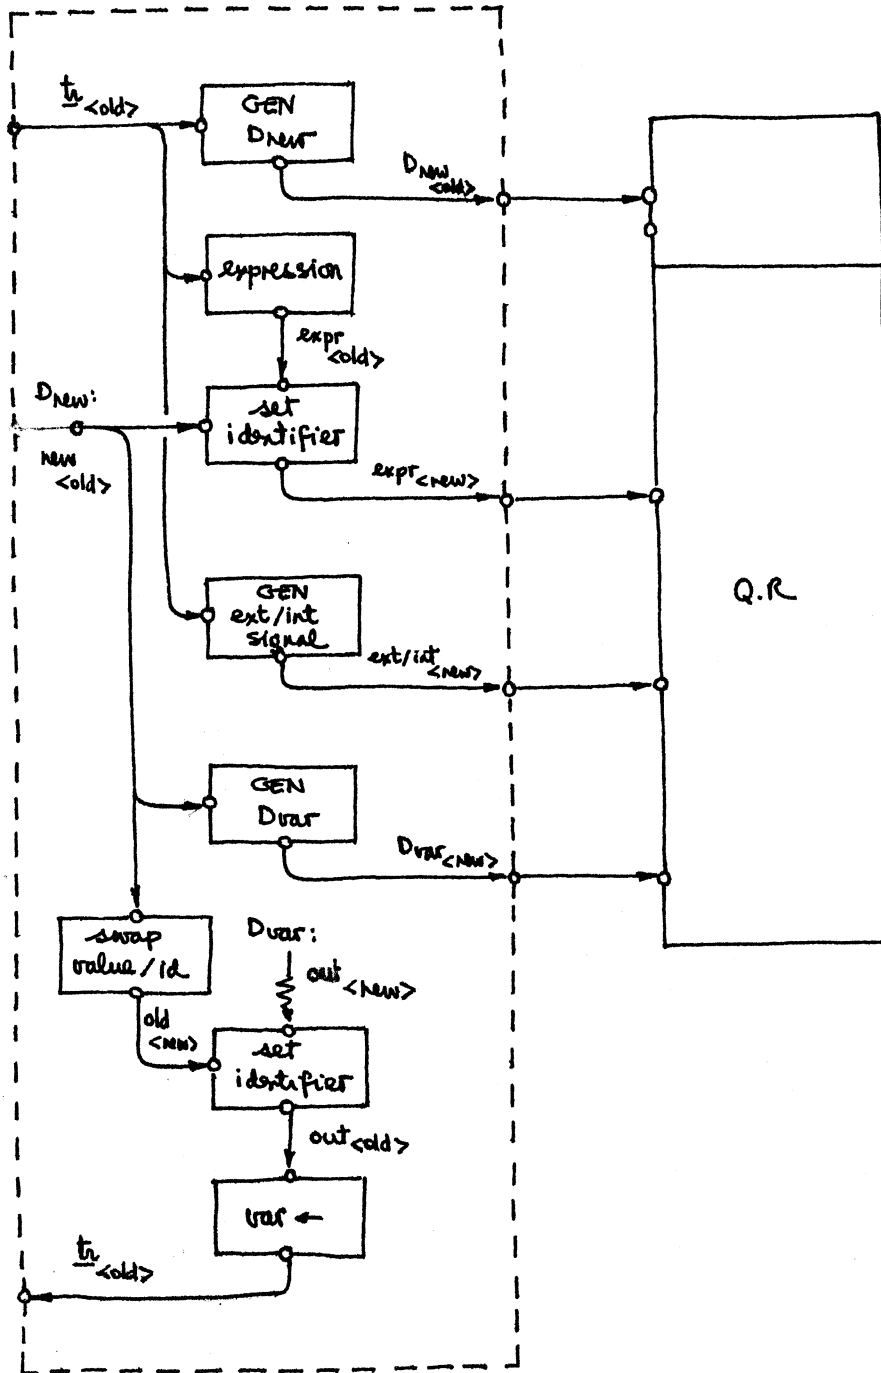 tr <old>
GEN
Dnew
Dnew <old>
expression
expr <old>
Dnew:
new <old>
set
identifier
expr <new>
GEN
ext/int
signal
ext/int <new>
Q.R
GEN
Dvar
Dvar <new>
swap
value/id
Dvar:
out <new>
old <new>
set
identifier
out <old>
var ←
tr <old>